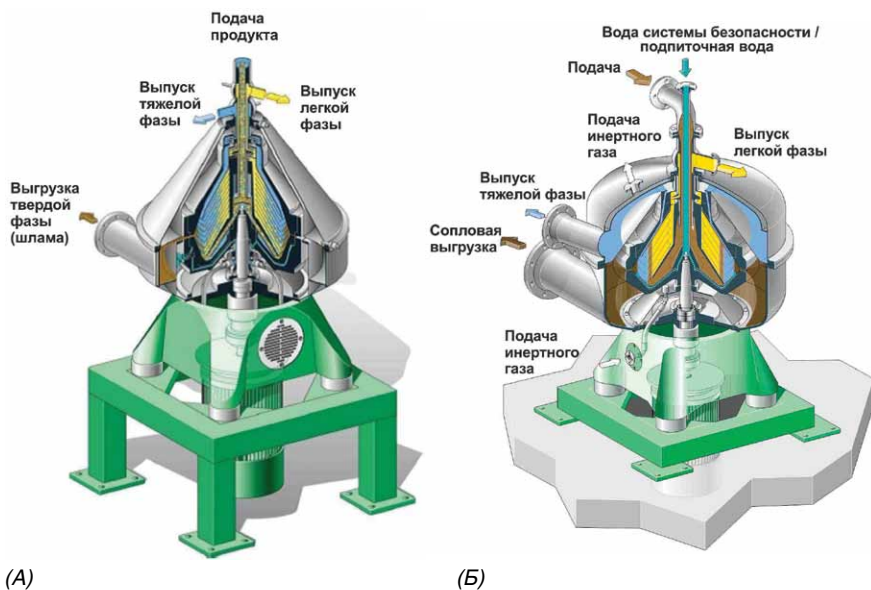 Подача
продукта
Выпуск
тяжелой
фазы
Выпуск
легкой
фазы
Выгрузка
твердой
фазы
(шлама)
(А)
Вода системы безопасности /
подпиточная вода
Подача
Подача
инертного
газа
Выпуск
легкой фазы
Выпуск
тяжелой фазы
Сопловая
выгрузка
Подача
инертного
газа
(Б)